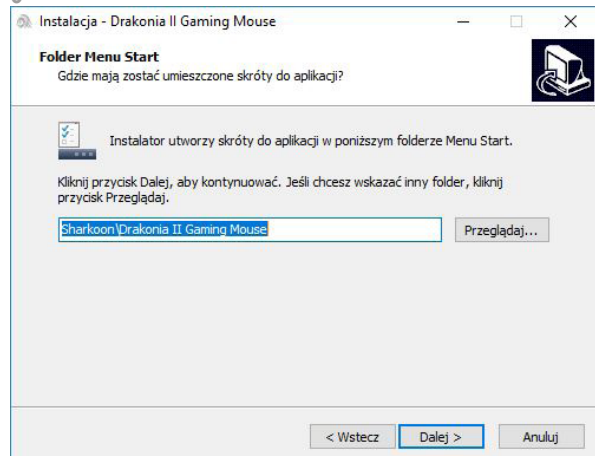 Instalacja - Drakonia II Gaming Mouse
Folder Menu Start
Gdzie mają zostać umieszczone skróty do aplikacji?
Instalator utworzy skróty do aplikacji w poniższym folderze Menu Start.
Kliknij przycisk Dalej, aby kontynuować. Jeśli chcesz wskazać inny folder, kliknij
przycisk Przeglądaj.
Sharkoon\Drakonia II Gaming Mouse
Przeglądaj...
< Wstecz
Dalej >
Anuluj